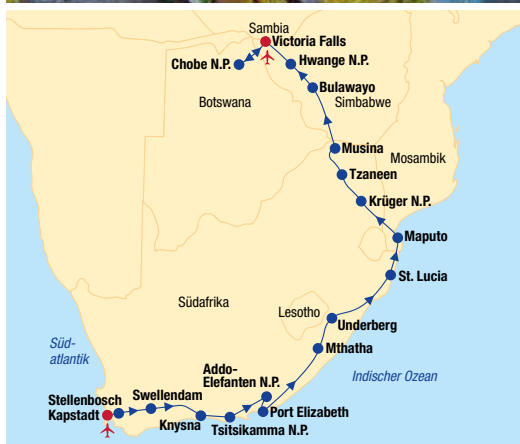 Sambia
Victoria Falls
Chobe N.P.
Hwange N.P.
Bulawayo
Botswana
Simbabwe
Musina
Mosambik
Tzaneen
Krüger N.P.
Maputo
St. Lucia
Südafrika
Lesotho
Underberg
Süd-
atlantik
Mthatha
Addo-
Elefanten N.P.
Indischer Ozean
Stellenbosch
Swellendam
Kapstadt
Port Elizabeth
Knysna
Tsitsikamma N.P.